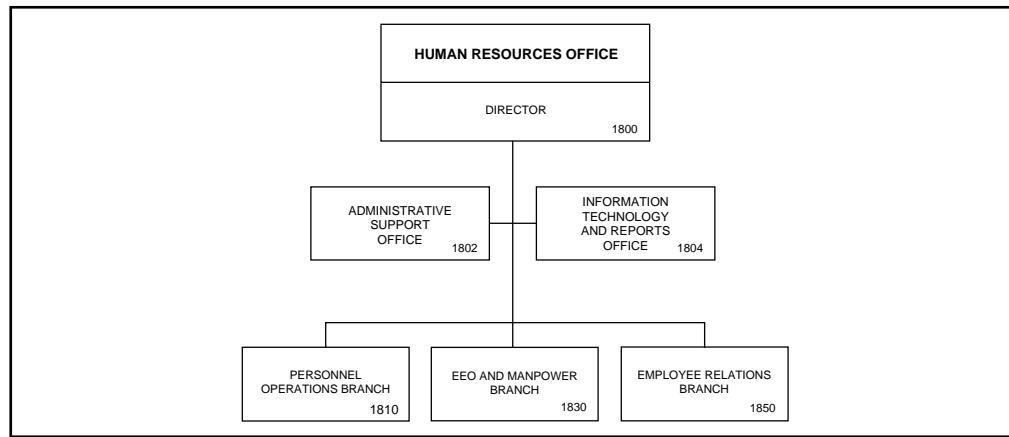 HUMAN RESOURCES OFFICE
DIRECTOR
1800
ADMINISTRATIVE
SUPPORT
OFFICE
1802
INFORMATION
TECHNOLOGY
AND REPORTS
OFFICE
1804
PERSONNEL
OPERATIONS BRANCH
1810
EEO AND MANPOWER
BRANCH
1830
EMPLOYEE RELATIONS
BRANCH
1850